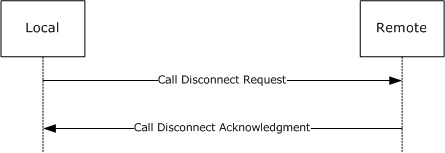 Local
Remote
Call Disconnect Request
Call Disconnect Acknowledgment